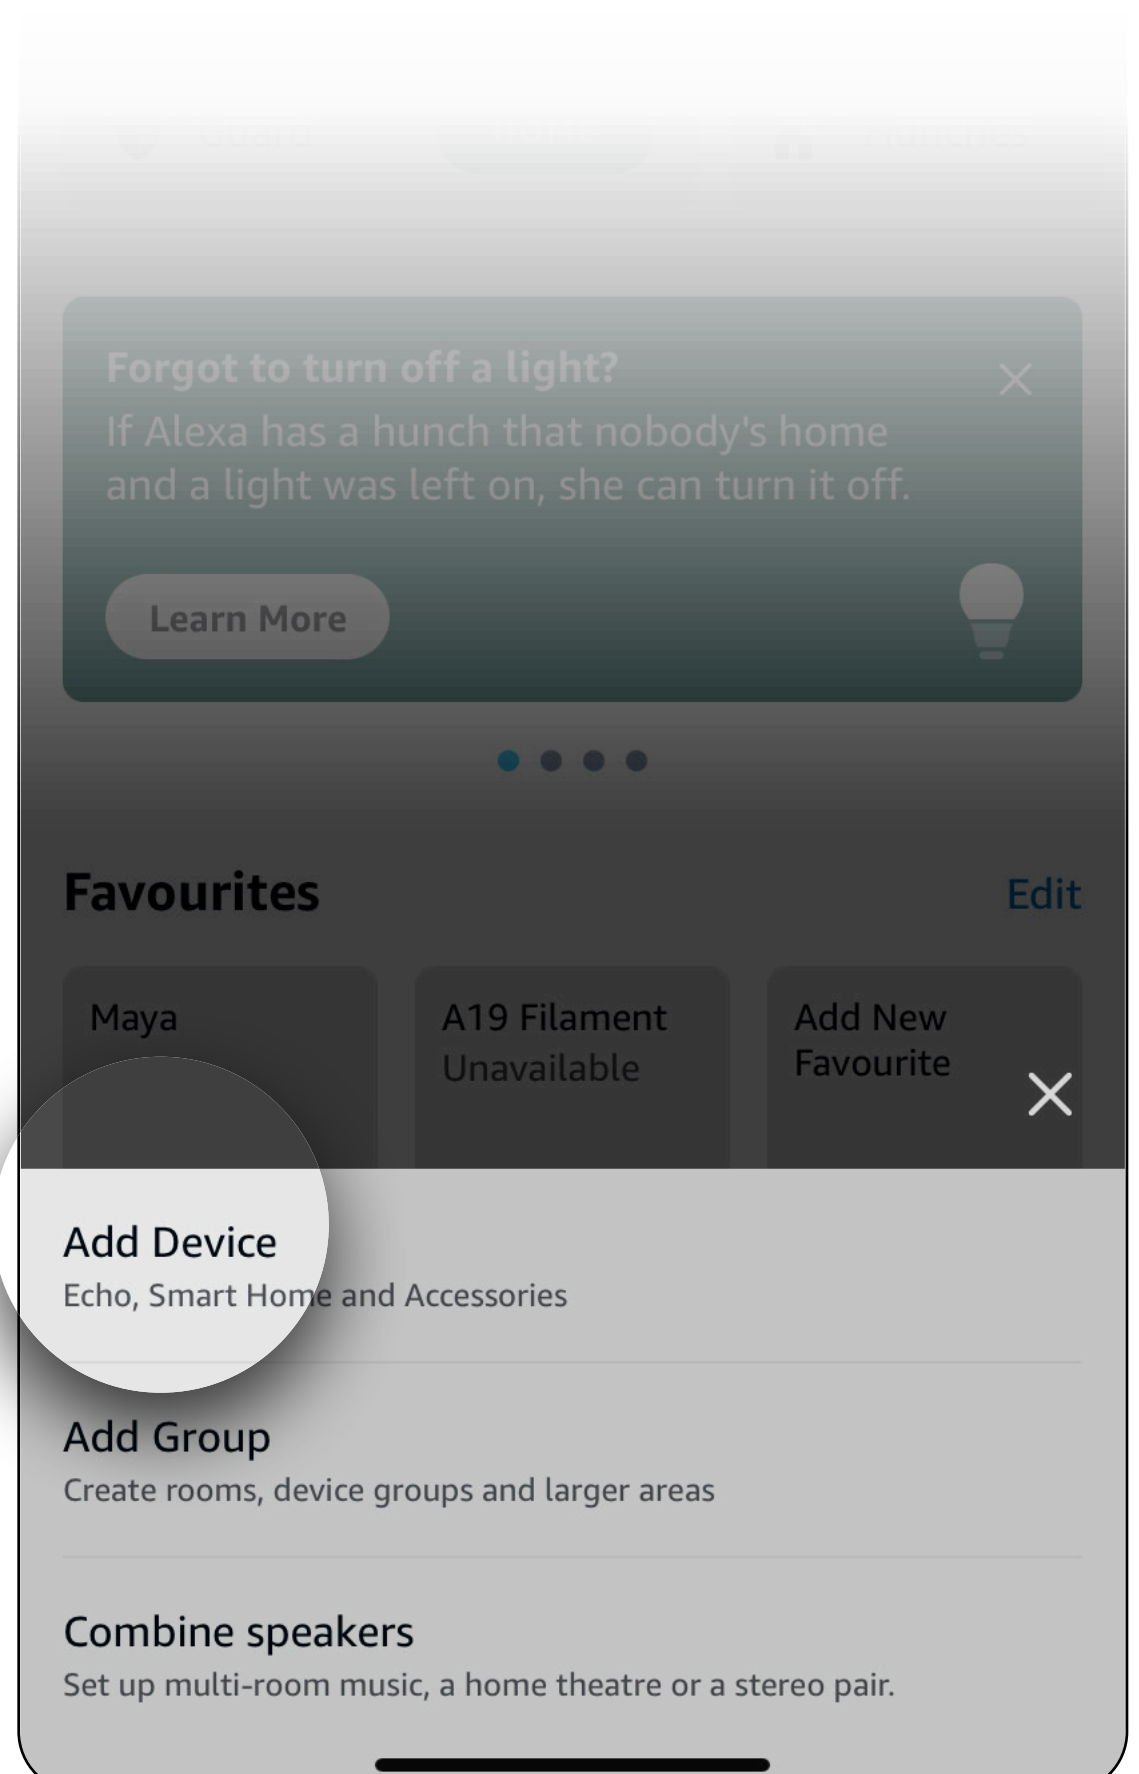 Forgot to turn off a light?
If Alexa has a hunch that nobody's home
and a light was left on, she can turn it off.
Learn More
Favourites
Edit
Maya
A19 Filament
Unavailable
Add New
Favourite
Add Device
Echo, Smart Home and Accessories
Add Group
Create rooms, device groups and larger areas
Combine speakers
Set up multi-room music, a home theatre or a stereo pair.